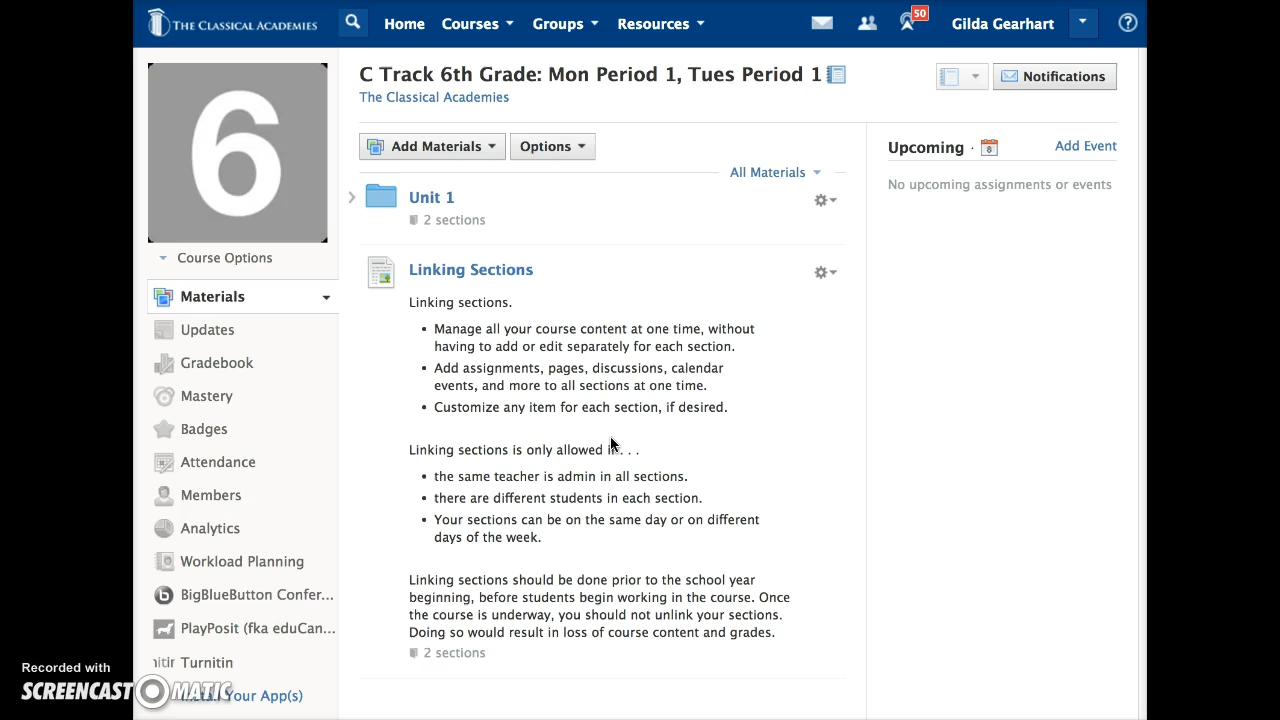 THE CLASSICAL ACADEMIES
Home
Courses
Groups
Resources
50
Gilda Gearhart
?
6
C Track 6th Grade: Mon Period 1, Tues Period 1
The Classical Academies
Notifications
Add Materials
Options
All Materials
Upcoming · 8
Add Event
No upcoming assignments or events
Unit 1
2 sections
Course Options
Materials
Updates
Gradebook
Mastery
Badges
Attendance
Members
Analytics
Workload Planning
BigBlueButton Confer...
PlayPosit (fka eduCan...
Turnitin
Install Your App(s)
Linking Sections
Linking sections.
• Manage all your course content at one time, without
having to add or edit separately for each section.
• Add assignments, pages, discussions, calendar
events, and more to all sections at one time.
• Customize any item for each section, if desired.
Linking sections is only allowed if. . .
• the same teacher is admin in all sections.
• there are different students in each section.
• Your sections can be on the same day or on different
days of the week.
Linking sections should be done prior to the school year
beginning, before students begin working in the course. Once
the course is underway, you should not unlink your sections.
Doing so would result in loss of course content and grades.
2 sections
Recorded with
SCREENCAST-O-MATIC